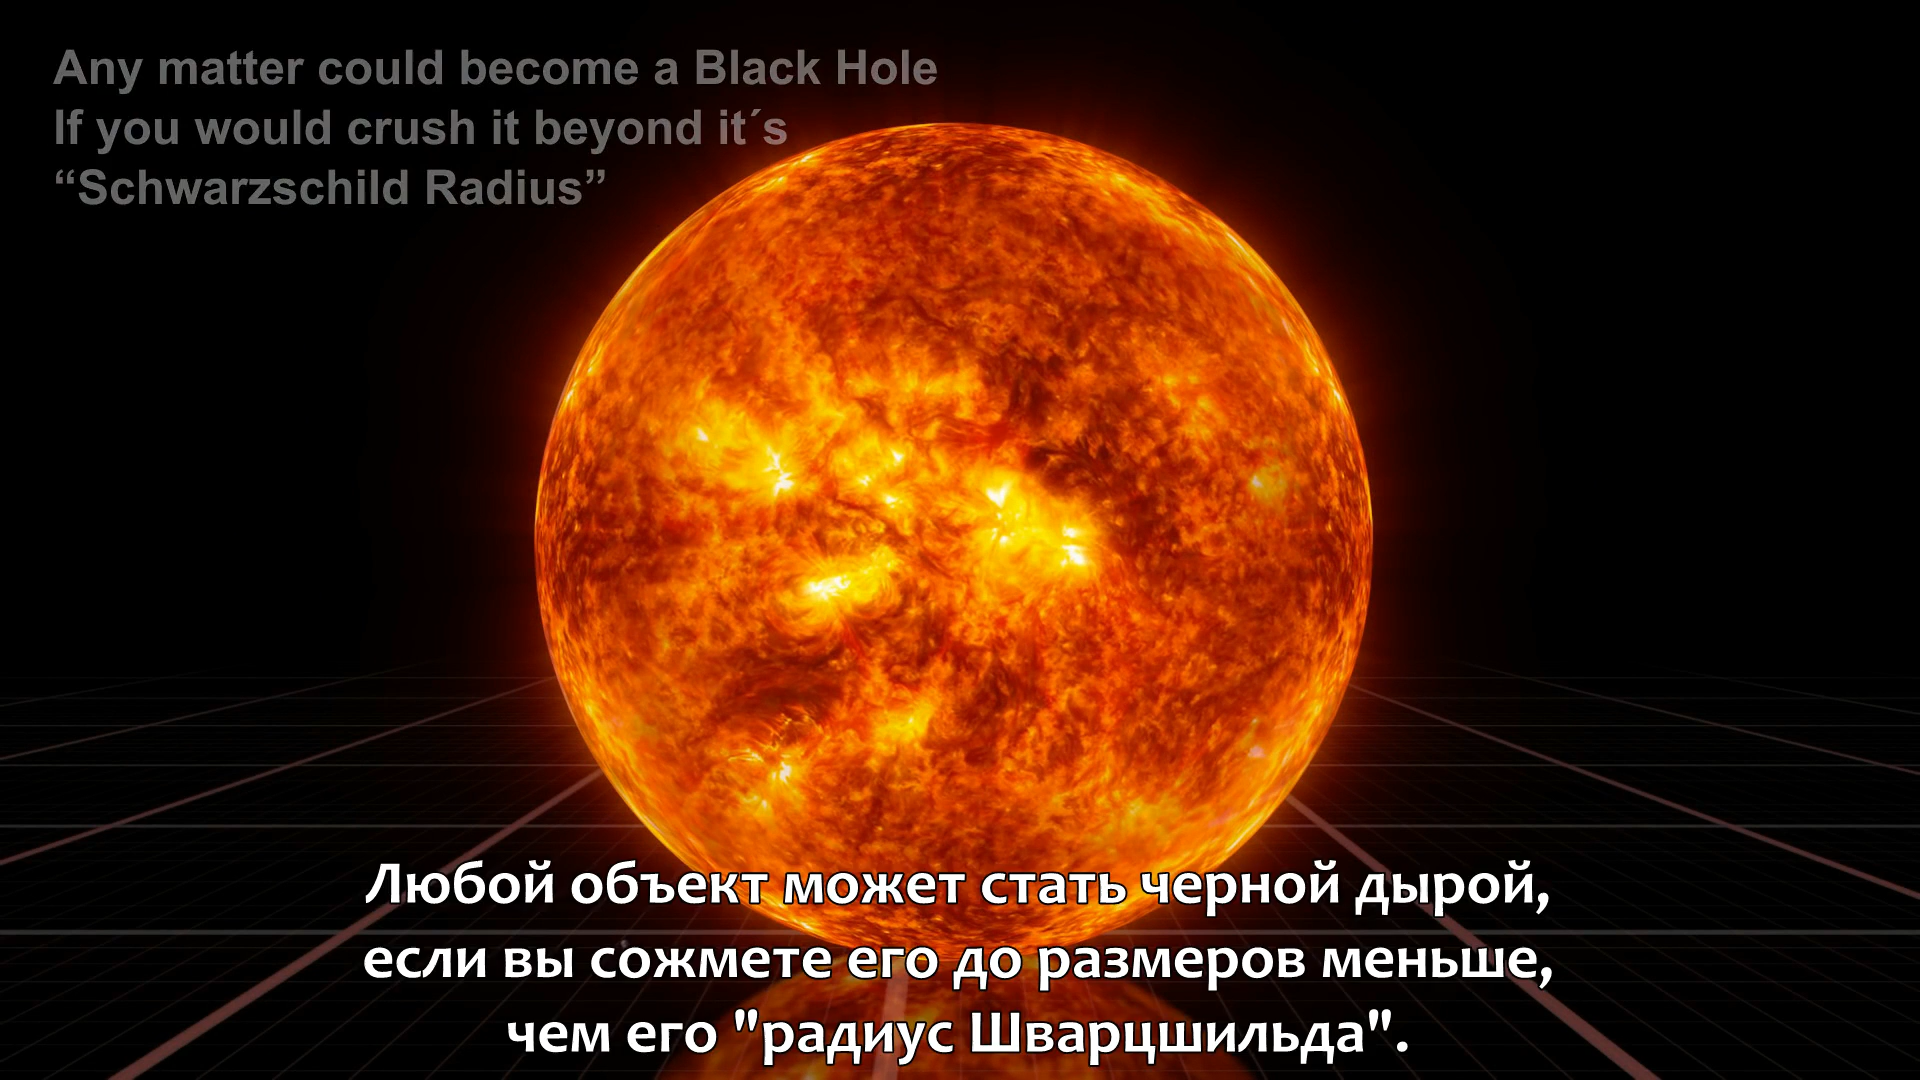 Any matter could become a Black Hole
If you would crush it beyond it´s
“Schwarzschild Radius”
Любой объект может стать черной дырой,
если вы сожмете его до размеров меньше,
чем его "радиус Шварцшильда".